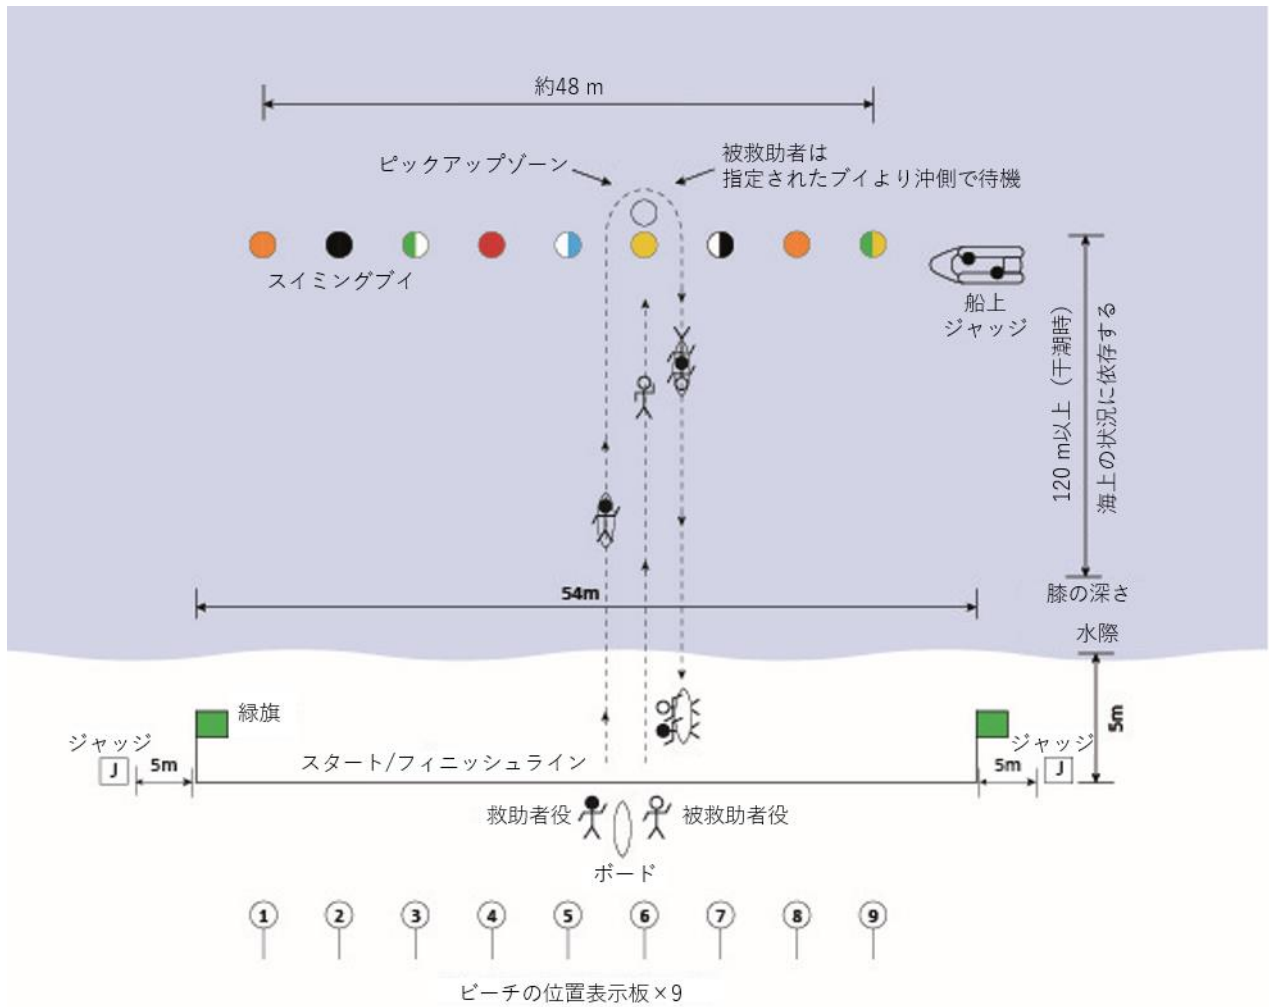 約48 m
ピックアップゾーン
被救助者は
指定されたブイより沖側で待機
スイミングブイ
船上
ジャッジ
120 m以上（干潮時）
海上の状況に依存する
膝の深さ
54m
水際
5m
緑旗
ジャッジ
J
5m
スタート/フィニッシュライン
ジャッジ
5m
J
救助者役
被救助者役
ボード
1 2 3 4 5 6 7 8 9
ビーチの位置表示板×9